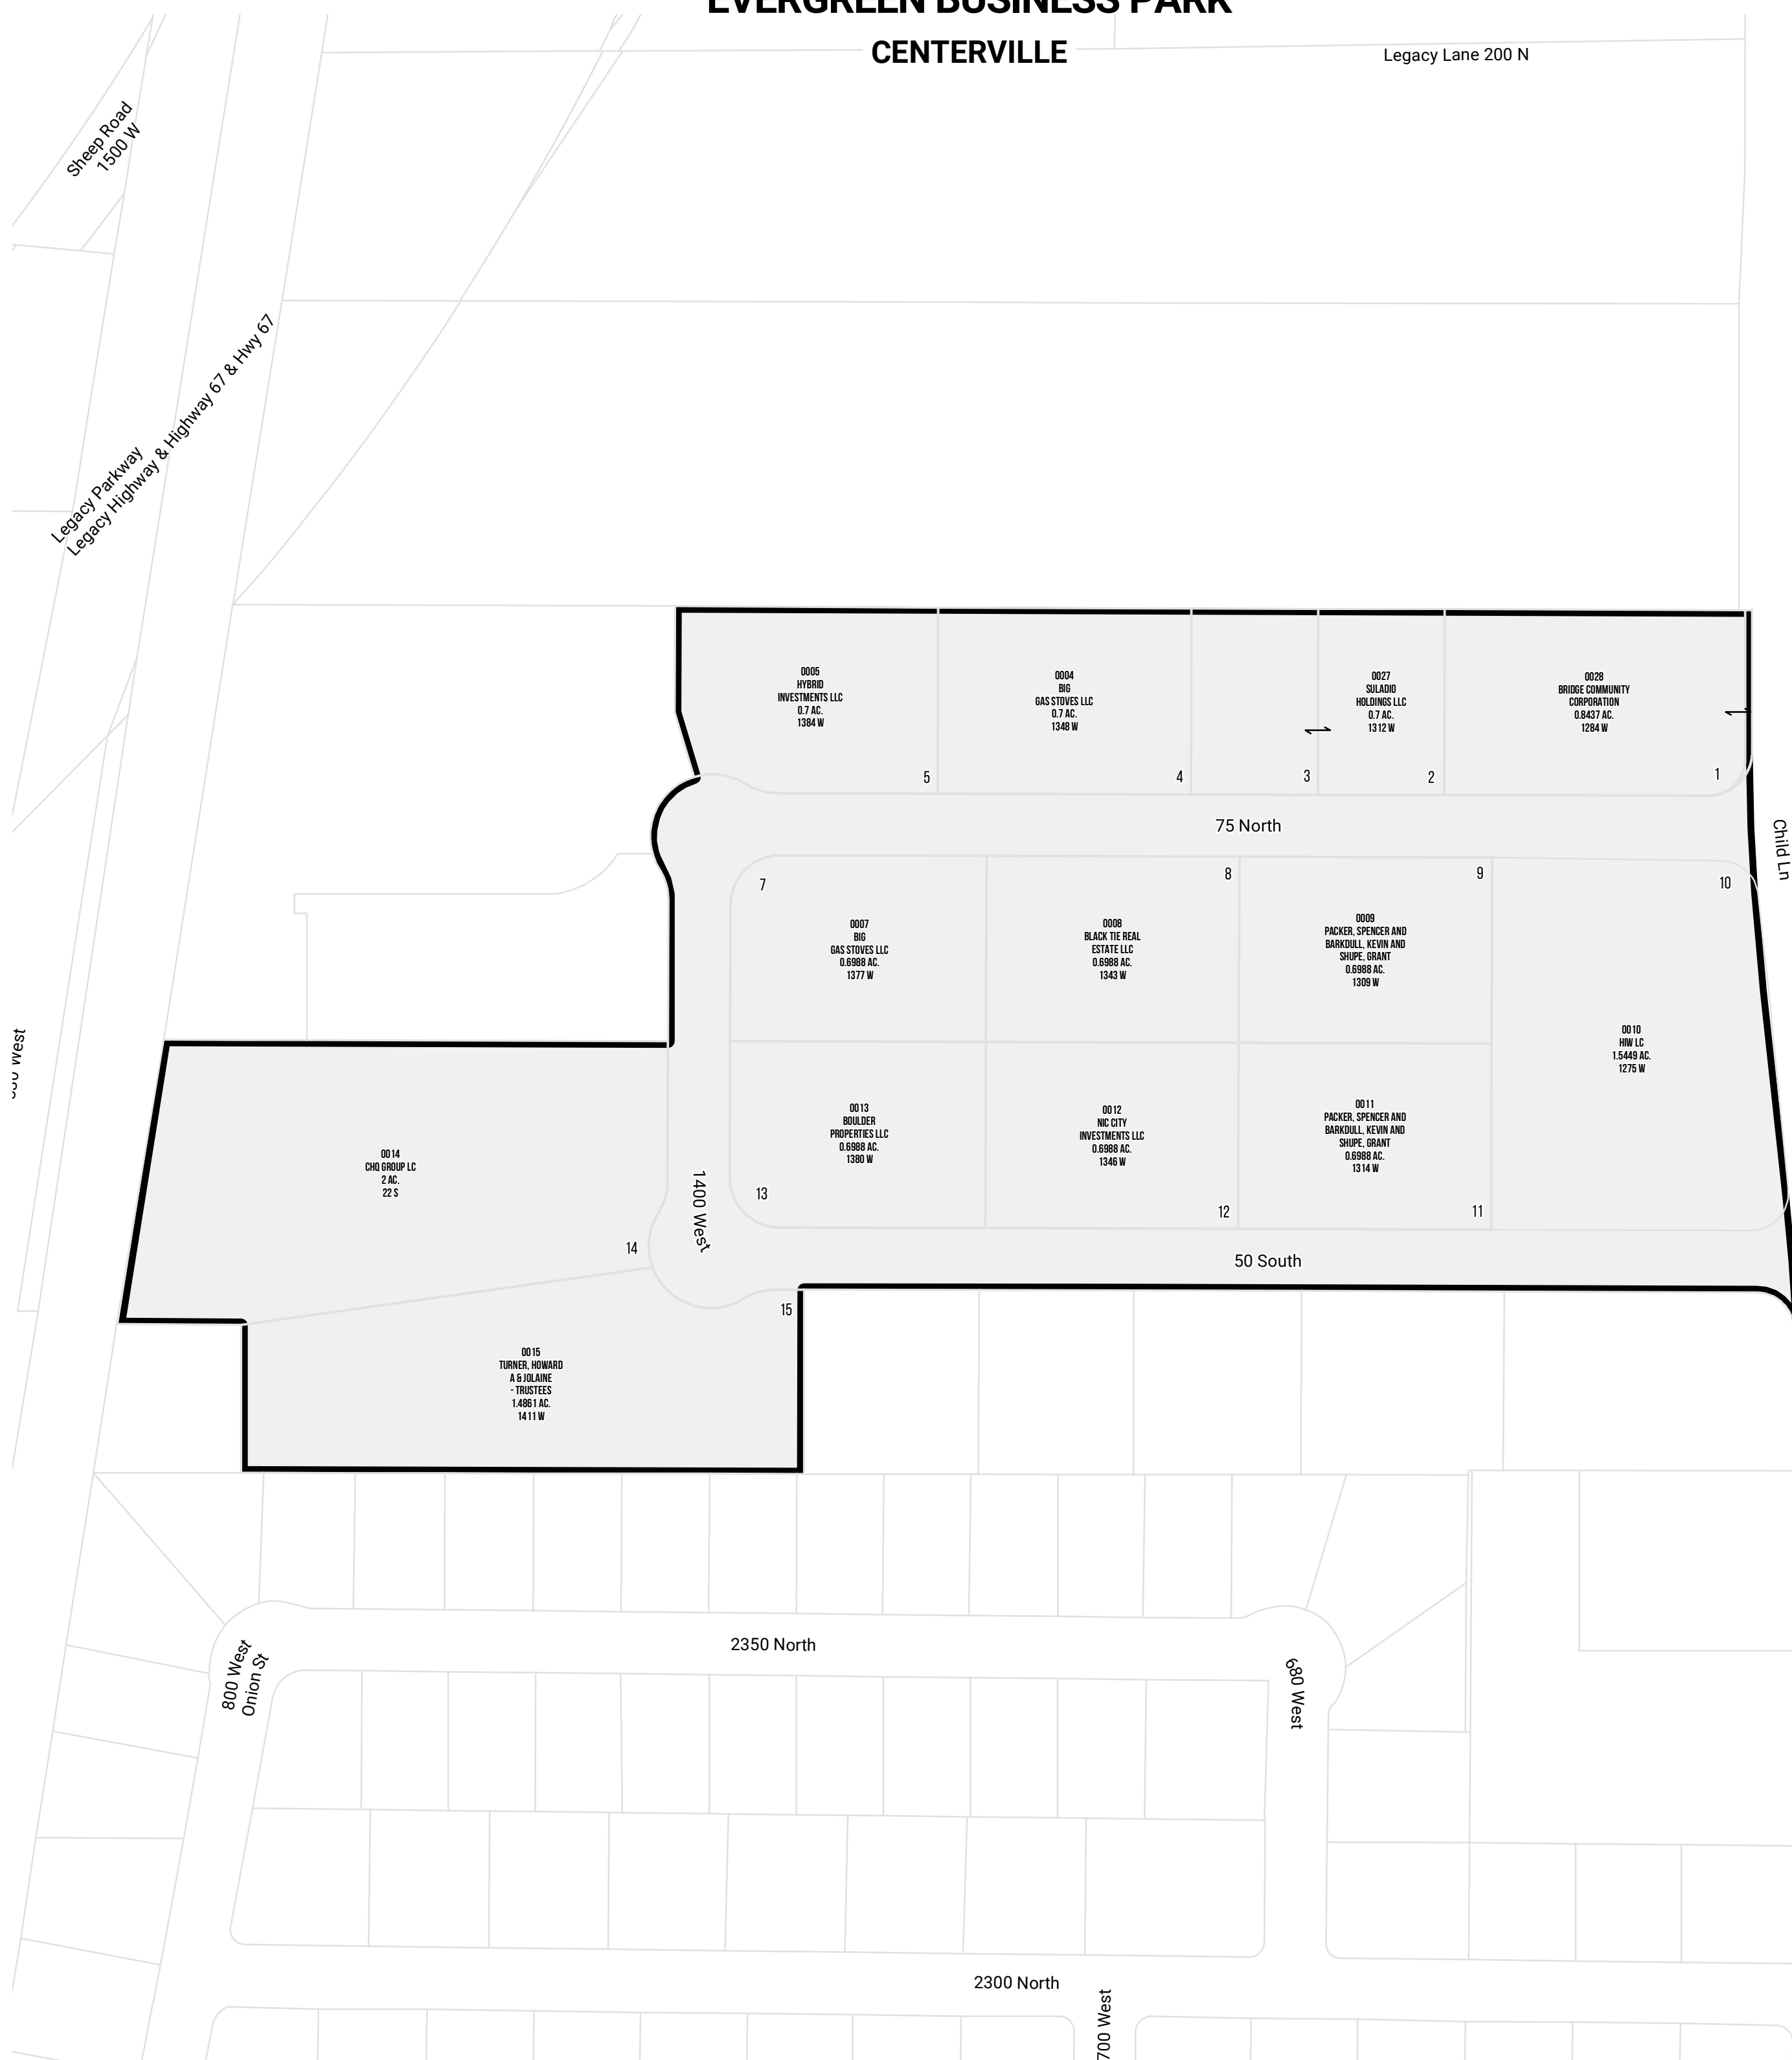 EVERGREEN BUSINESS PARK
CENTERVILLE
Legacy Lane 200 N
Sheep Road
1500 W
Legacy Parkway
Legacy Highway & Highway 67 & Hwy 67
0005
HYBRID
INVESTMENTS LLC
0.7 AC.
1384 W
5
0004
BIG
GAS STOVES LLC
0.7 AC.
1348 W
4
3
0027
SULADIO
HOLDINGS LLC
0.7 AC.
1312 W
2
0028
BRIDGE COMMUNITY
CORPORATION
0.8437 AC.
1284 W
1
75 North
Child Ln
7
0007
BIG
GAS STOVES LLC
0.6988 AC.
1377 W
8
0008
BLACK TIE REAL
ESTATE LLC
0.6988 AC.
1343 W
9
0009
PACKER, SPENCER AND
BARKDULL, KEVIN AND
SHUPE, GRANT
0.6988 AC.
1309 W
10
0010
HIW LC
1.5449 AC.
1275 W
West
0013
BOULDER
PROPERTIES LLC
0.6988 AC.
1380 W
13
0012
NIC CITY
INVESTMENTS LLC
0.6988 AC.
1346 W
12
0011
PACKER, SPENCER AND
BARKDULL, KEVIN AND
SHUPE, GRANT
0.6988 AC.
1314 W
11
0014
CHQ GROUP LC
2 AC.
22 S
14
1400 West
50 South
15
0015
TURNER, HOWARD
A & JOLAINE
- TRUSTEES
1.4861 AC.
1411 W
2350 North
800 West
Onion St
680 West
2300 North
700 West